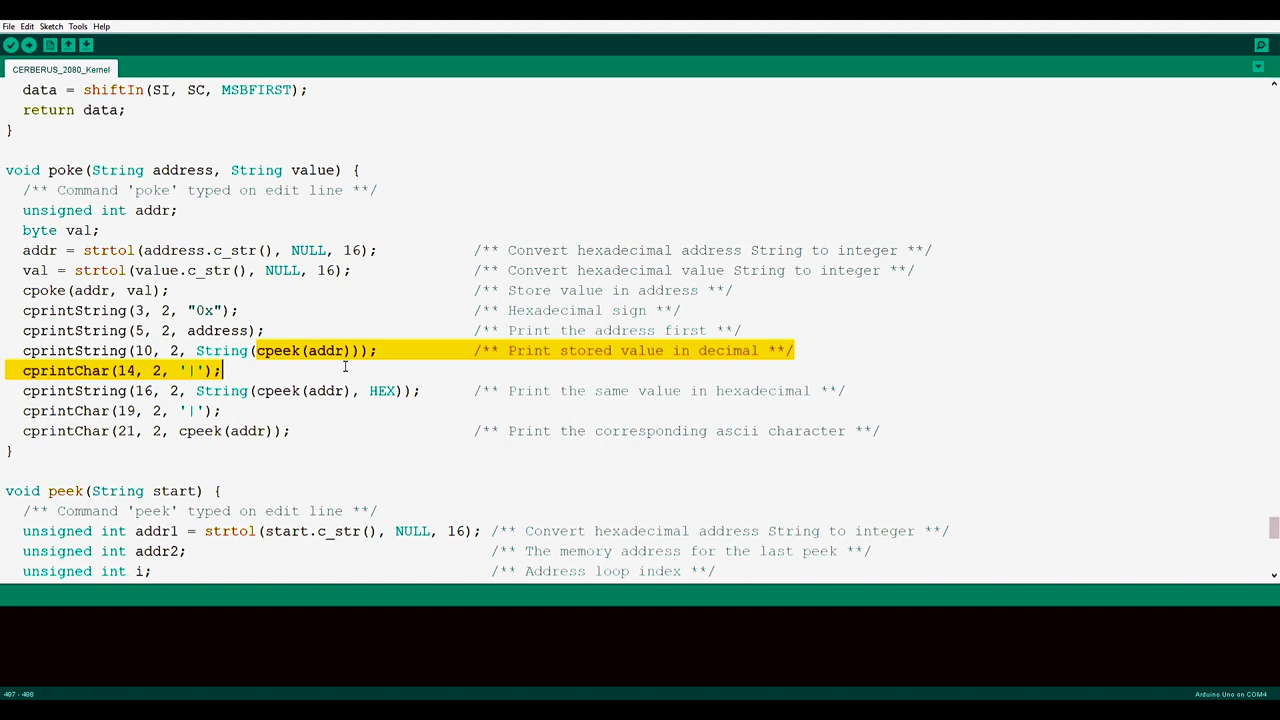 File Edit Sketch Tools Help
CERBERUS_2080_Kernel
data = shiftIn(SI, SC, MSBFIRST);
return data;
}
void poke(String address, String value) {
/** Command 'poke' typed on edit line **/
unsigned int addr;
byte val;
addr = strtol(address.c_str(), NULL, 16); /** Convert hexadecimal address String to integer **/
val = strtol(value.c_str(), NULL, 16); /** Convert hexadecimal value String to integer **/
cpoke(addr, val); /** Store value in address **/
cprintString(3, 2, "0x"); /** Hexadecimal sign **/
cprintString(5, 2, address); /** Print the address first **/
cprintString(10, 2, String(cpeek(addr))); /** Print stored value in decimal **/
cprintChar(14, 2, '|');
cprintString(16, 2, String(cpeek(addr), HEX)); /** Print the same value in hexadecimal **/
cprintChar(19, 2, '|');
cprintChar(21, 2, cpeek(addr)); /** Print the corresponding ascii character **/
}
void peek(String start) {
/** Command 'peek' typed on edit line **/
unsigned int addr1 = strtol(start.c_str(), NULL, 16); /** Convert hexadecimal address String to integer **/
unsigned int addr2; /** The memory address for the last peek **/
unsigned int i; /** Address loop index **/
407 - 408
Arduino Uno on COM4